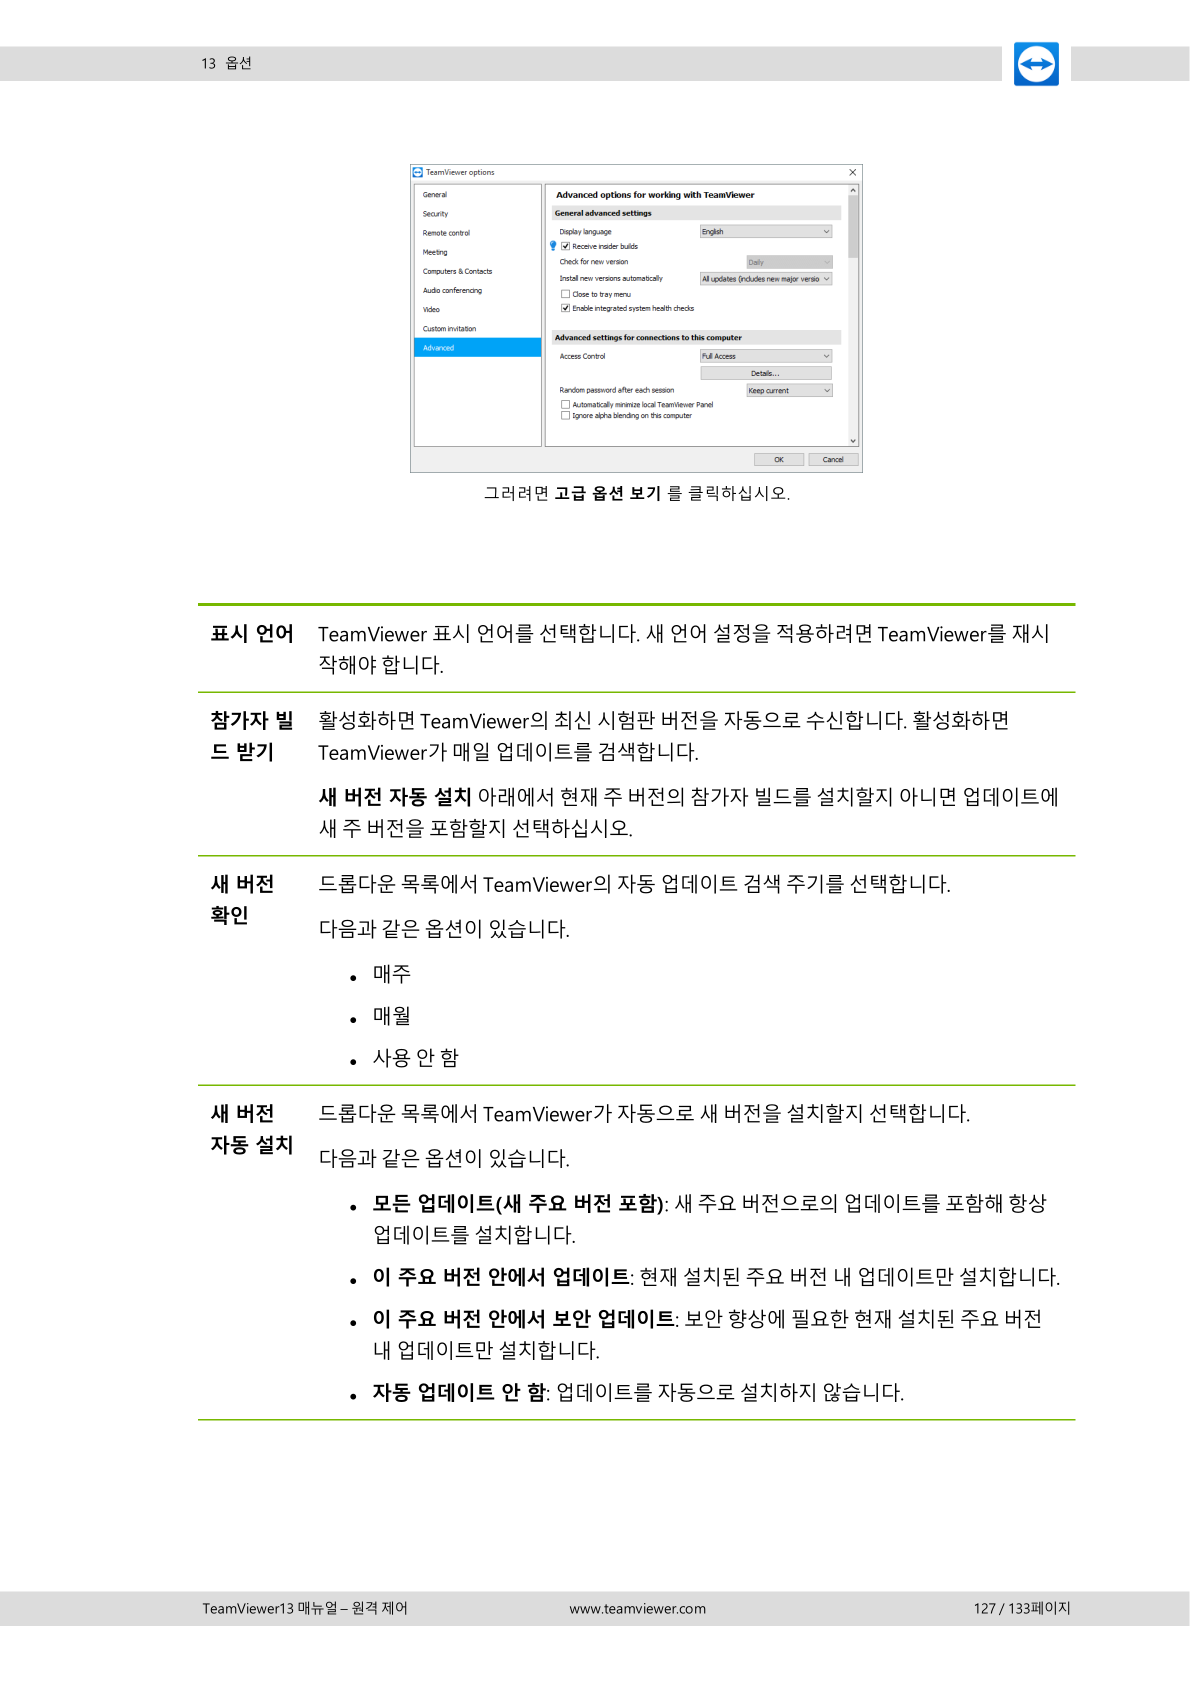 13 옵션
TeamViewer options
General
Security
Remote control
Meeting
Computers & Contacts
Audio conferencing
Video
Custom invitation
Advanced
Advanced options for working with TeamViewer
General advanced settings
Display language English
Receive insider builds
Check for new version Daily
Install new versions automatically All updates (includes new major versio
Close to tray menu
Enable integrated system health checks
Advanced settings for connections to this computer
Access Control Full Access
Details...
Random password after each session Keep current
Automatically minimize local TeamViewer Panel
Ignore alpha blending on this computer
OK Cancel
그러려면 고급 옵션 보기 를 클릭하십시오.
표시 언어 TeamViewer 표시 언어를 선택합니다. 새 언어 설정을 적용하려면 TeamViewer를 재시
작해야 합니다.
참가자 빌 활성화하면 TeamViewer의 최신 시험판 버전을 자동으로 수신합니다. 활성화하면
드 받기 TeamViewer가 매일 업데이트를 검색합니다.
새 버전 자동 설치 아래에서 현재 주 버전의 참가자 빌드를 설치할지 아니면 업데이트에
새 주 버전을 포함할지 선택하십시오.
새 버전 드롭다운 목록에서 TeamViewer의 자동 업데이트 검색 주기를 선택합니다.
확인
다음과 같은 옵션이 있습니다.
• 매주
• 매월
• 사용 안 함
새 버전 드롭다운 목록에서 TeamViewer가 자동으로 새 버전을 설치할지 선택합니다.
자동 설치
다음과 같은 옵션이 있습니다.
• 모든 업데이트(새 주요 버전 포함): 새 주요 버전으로의 업데이트를 포함해 항상
업데이트를 설치합니다.
• 이 주요 버전 안에서 업데이트: 현재 설치된 주요 버전 내 업데이트만 설치합니다.
• 이 주요 버전 안에서 보안 업데이트: 보안 향상에 필요한 현재 설치된 주요 버전
내 업데이트만 설치합니다.
• 자동 업데이트 안 함: 업데이트를 자동으로 설치하지 않습니다.
TeamViewer13 매뉴얼 – 원격 제어 www.teamviewer.com 127 / 133페이지